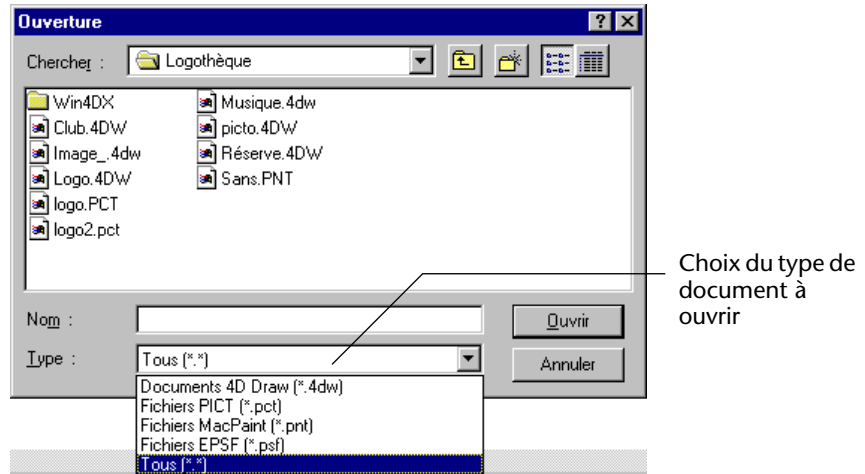 Ouverture
Chercher : Logothèque
Win4DX
Club.4DW
Image_.4dw
Logo.4DW
logo.PCT
logo2.pct
Musique.4dw
picto.4DW
Réserve.4DW
Sans.PNT
Nom :
Ouvrir
Type : Tous (*.*)
Annuler
Documents 4D Draw (*.4dw)
Fichiers PICT (*.pct)
Fichiers MacPaint (*.pnt)
Fichiers EPSF (*.psf)
Tous (*.*)
Choix du type de
document à
ouvrir